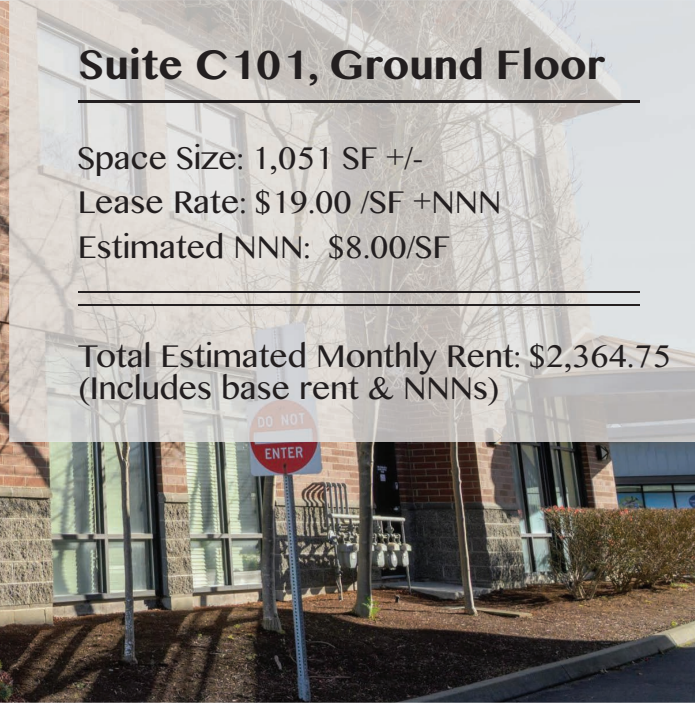 Suite C101, Ground Floor
Space Size: 1,051 SF +/-
Lease Rate: $19.00 /SF +NNN
Estimated NNN:  $8.00/SF
Total Estimated Monthly Rent: $2,364.75
(Includes base rent & NNNs)
DO NOT
ENTER